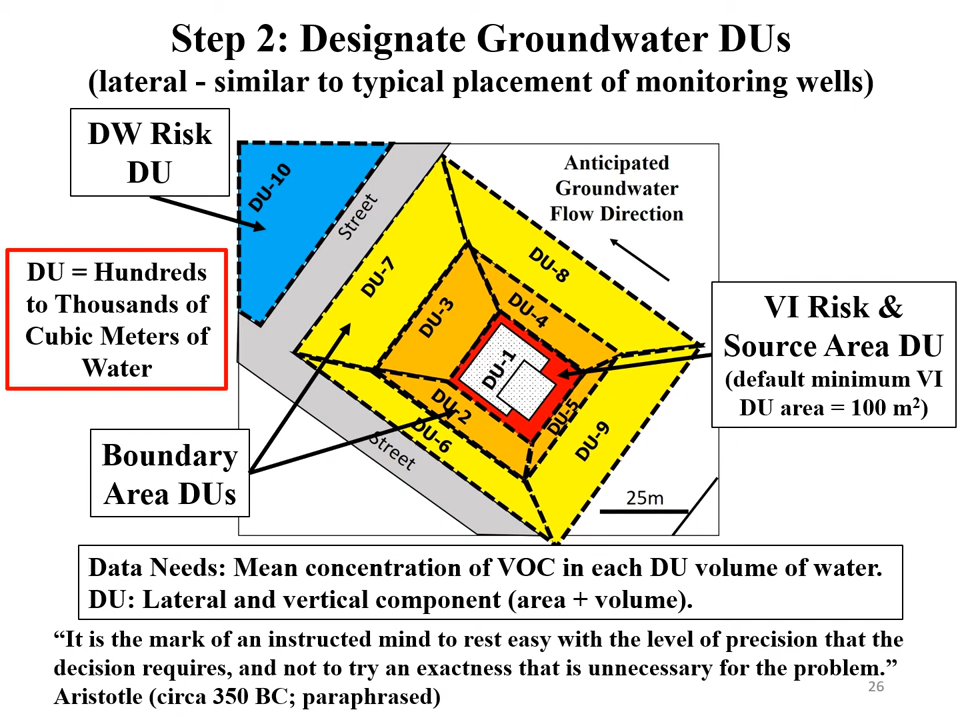 Step 2: Designate Groundwater DUs
(lateral - similar to typical placement of monitoring wells)
DW Risk
DU
DU-10
Street
Anticipated
Groundwater
Flow Direction
DU = Hundreds
to Thousands of
Cubic Meters of
Water
DU-7
DU-8
DU-3
DU-4
DU-1
DU-2
DU-5
DU-6
DU-9
Street
VI Risk &
Source Area DU
(default minimum VI
DU area = 100 m²)
Boundary
Area DUs
25m
Data Needs: Mean concentration of VOC in each DU volume of water.
DU: Lateral and vertical component (area + volume).
“It is the mark of an instructed mind to rest easy with the level of precision that the
decision requires, and not to try an exactness that is unnecessary for the problem.”
Aristotle (circa 350 BC; paraphrased)
26